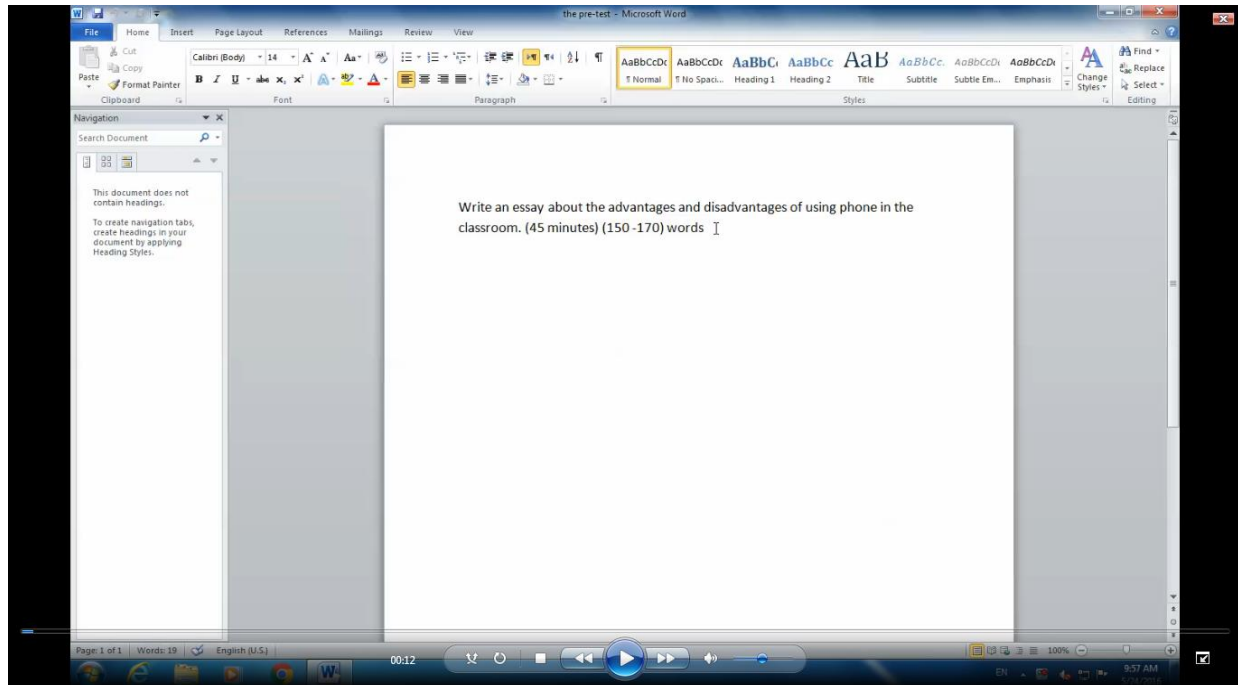 the pre-test - Microsoft Word
File Home Insert Page Layout References Mailings Review View
Paste
Cut
Copy
Format Painter
Clipboard
Calibri (Body) 14
Font
Paragraph
AaBbCcDc AaBbCcDc AaBbC AaBbCc AaB AaBbCc. AaBbCcDi AaBbCcDi
¶ Normal ¶ No Spaci... Heading 1 Heading 2 Title Subtitle Subtle Em... Emphasis
Styles
Change Styles
Find
Replace
Select
Editing
Navigation
Search Document
This document does not
contain headings.
To create navigation tabs,
create headings in your
document by applying
Heading Styles.
Write an essay about the advantages and disadvantages of using phone in the
classroom. (45 minutes) (150 -170) words
Page: 1 of 1 Words: 19 English (U.S.) 100%
00:12
EN 9:57 AM
5/24/2016